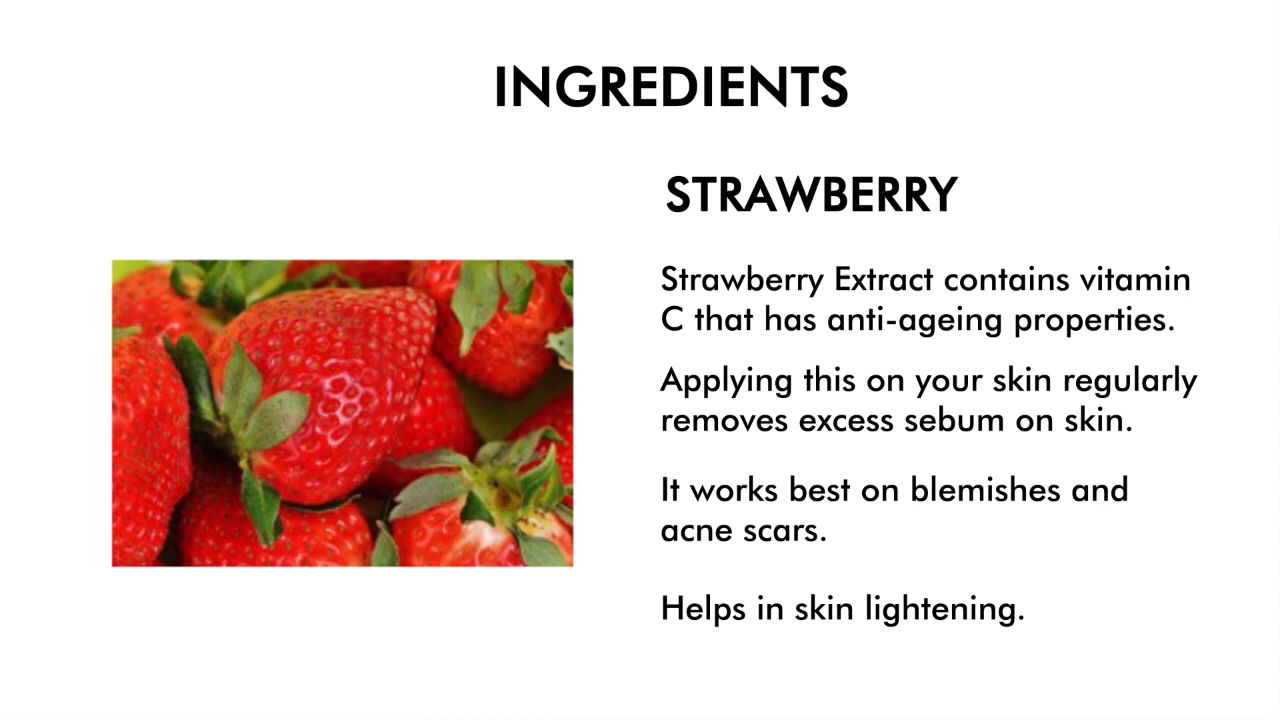 INGREDIENTS
STRAWBERRY
Strawberry Extract contains vitamin
C that has anti-ageing properties.
Applying this on your skin regularly
removes excess sebum on skin.
It works best on blemishes and
acne scars.
Helps in skin lightening.